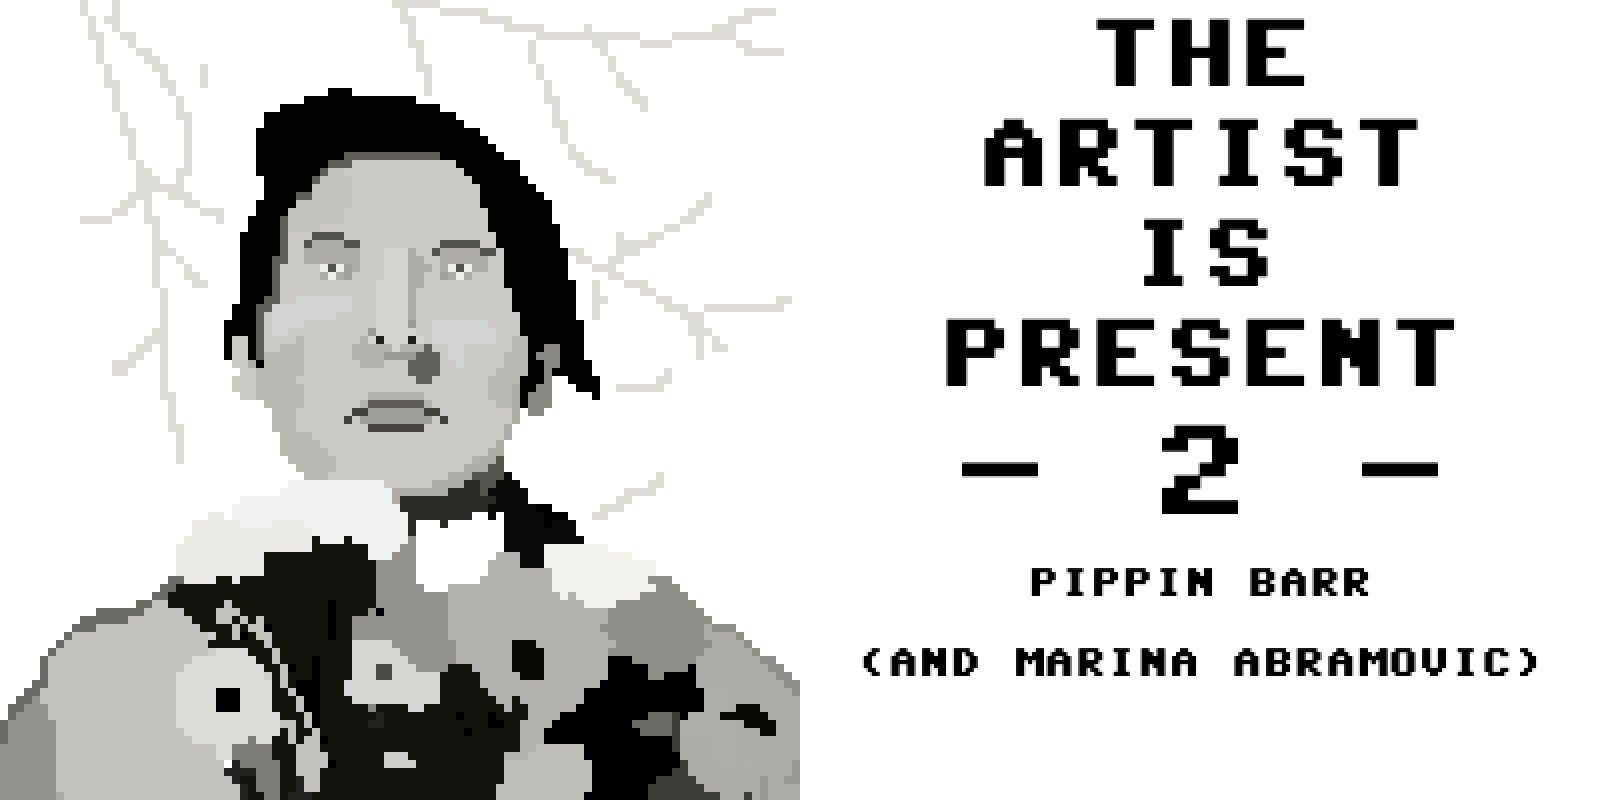 THE
ARTIST
IS
PRESENT
- 2 -
PIPPIN BARR
(AND MARINA ABRAMOVIC)